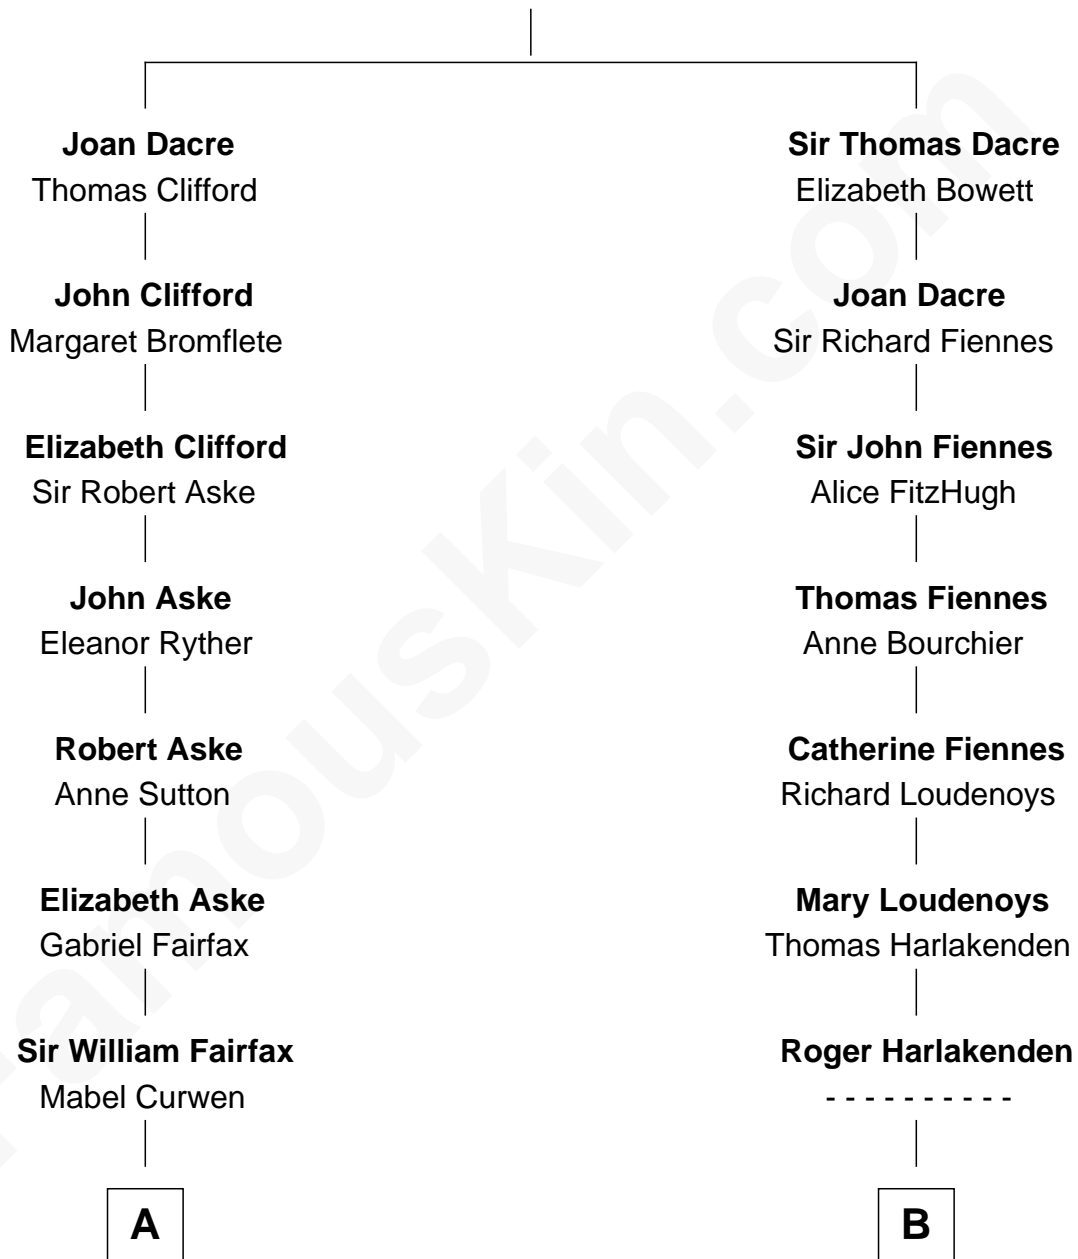 Joan Dacre
Thomas Clifford
John Clifford
Margaret Bromflete
Elizabeth Clifford
Sir Robert Aske
John Aske
Eleanor Ryther
Robert Aske
Anne Sutton
Elizabeth Aske
Gabriel Fairfax
Sir William Fairfax
Mabel Curwen
A
Sir Thomas Dacre
Elizabeth Bowett
Joan Dacre
Sir Richard Fiennes
Sir John Fiennes
Alice FitzHugh
Thomas Fiennes
Anne Bourchier
Catherine Fiennes
Richard Loudenoys
Mary Loudenoys
Thomas Harlakenden
Roger Harlakenden
- - - - - - - - - -
B
FamousKin.com